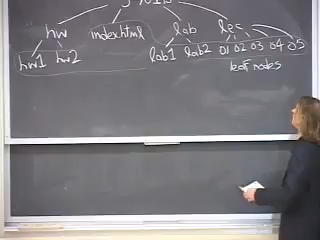 hw index.html lab lec
hw1 hw2 lab1 lab2 01 02 03 04 05
leaf nodes